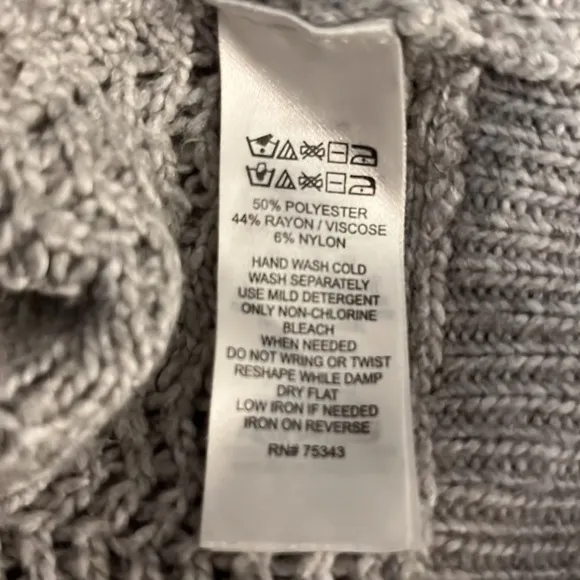 50% POLYESTER
44% RAYON / VISCOSE
6% NYLON
HAND WASH COLD
WASH SEPARATELY
USE MILD DETERGENT
ONLY NON-CHLORINE
BLEACH
WHEN NEEDED
DO NOT WRING OR TWIST
RESHAPE WHILE DAMP
DRY FLAT
LOW IRON IF NEEDED
IRON ON REVERSE
RN# 75343